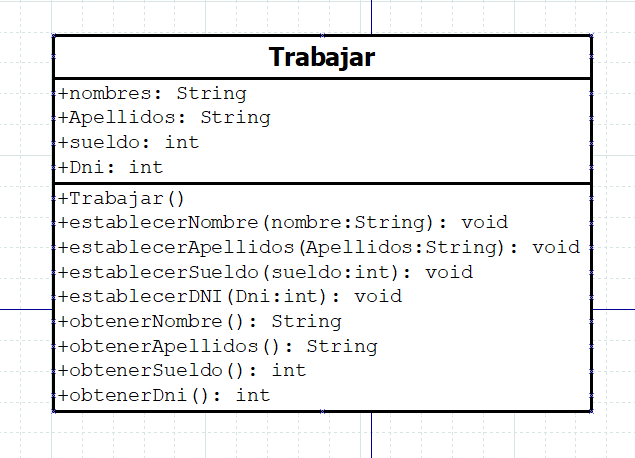 Trabajar
+nombres: String
+Apellidos: String
+sueldo: int
+Dni: int
+Trabajar()
+establecerNombre(nombre:String): void
+establecerApellidos(Apellidos:String): void
+establecerSueldo(sueldo:int): void
+establecerDNI(Dni:int): void
+obtenerNombre(): String
+obtenerApellidos(): String
+obtenerSueldo(): int
+obtenerDni(): int